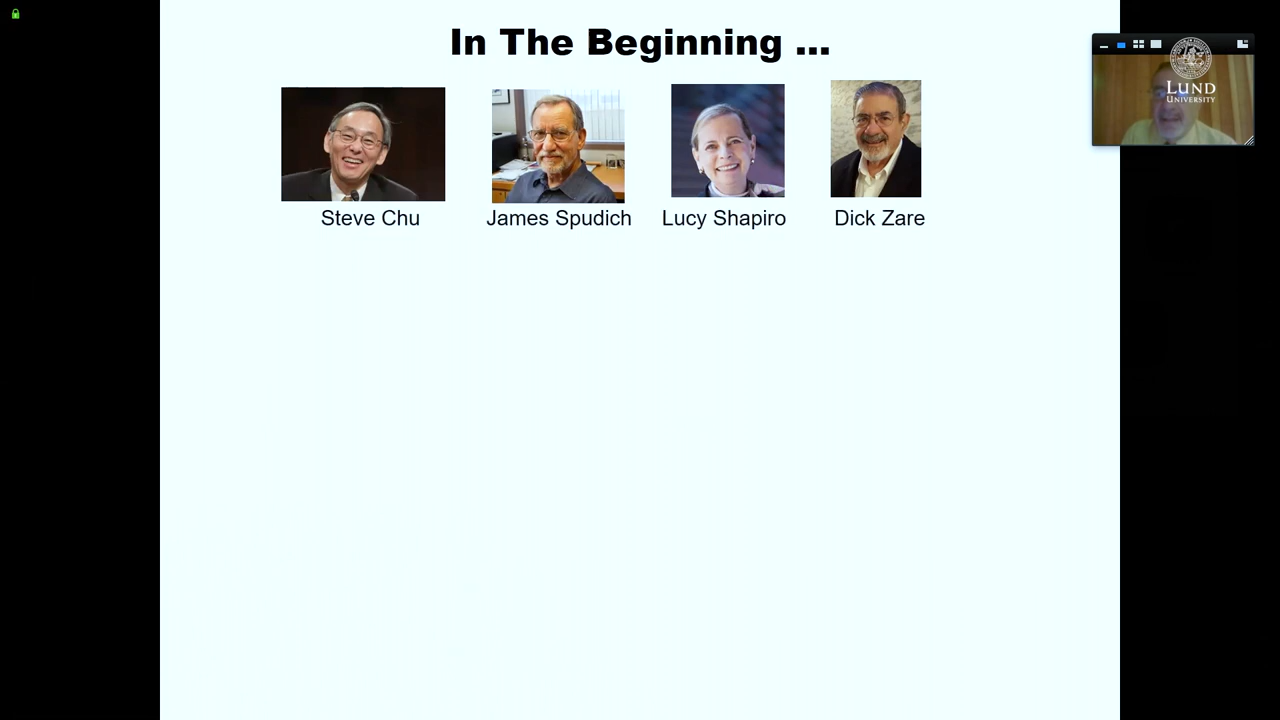 In The Beginning ...
LUND
UNIVERSITY
Steve Chu
James Spudich
Lucy Shapiro
Dick Zare